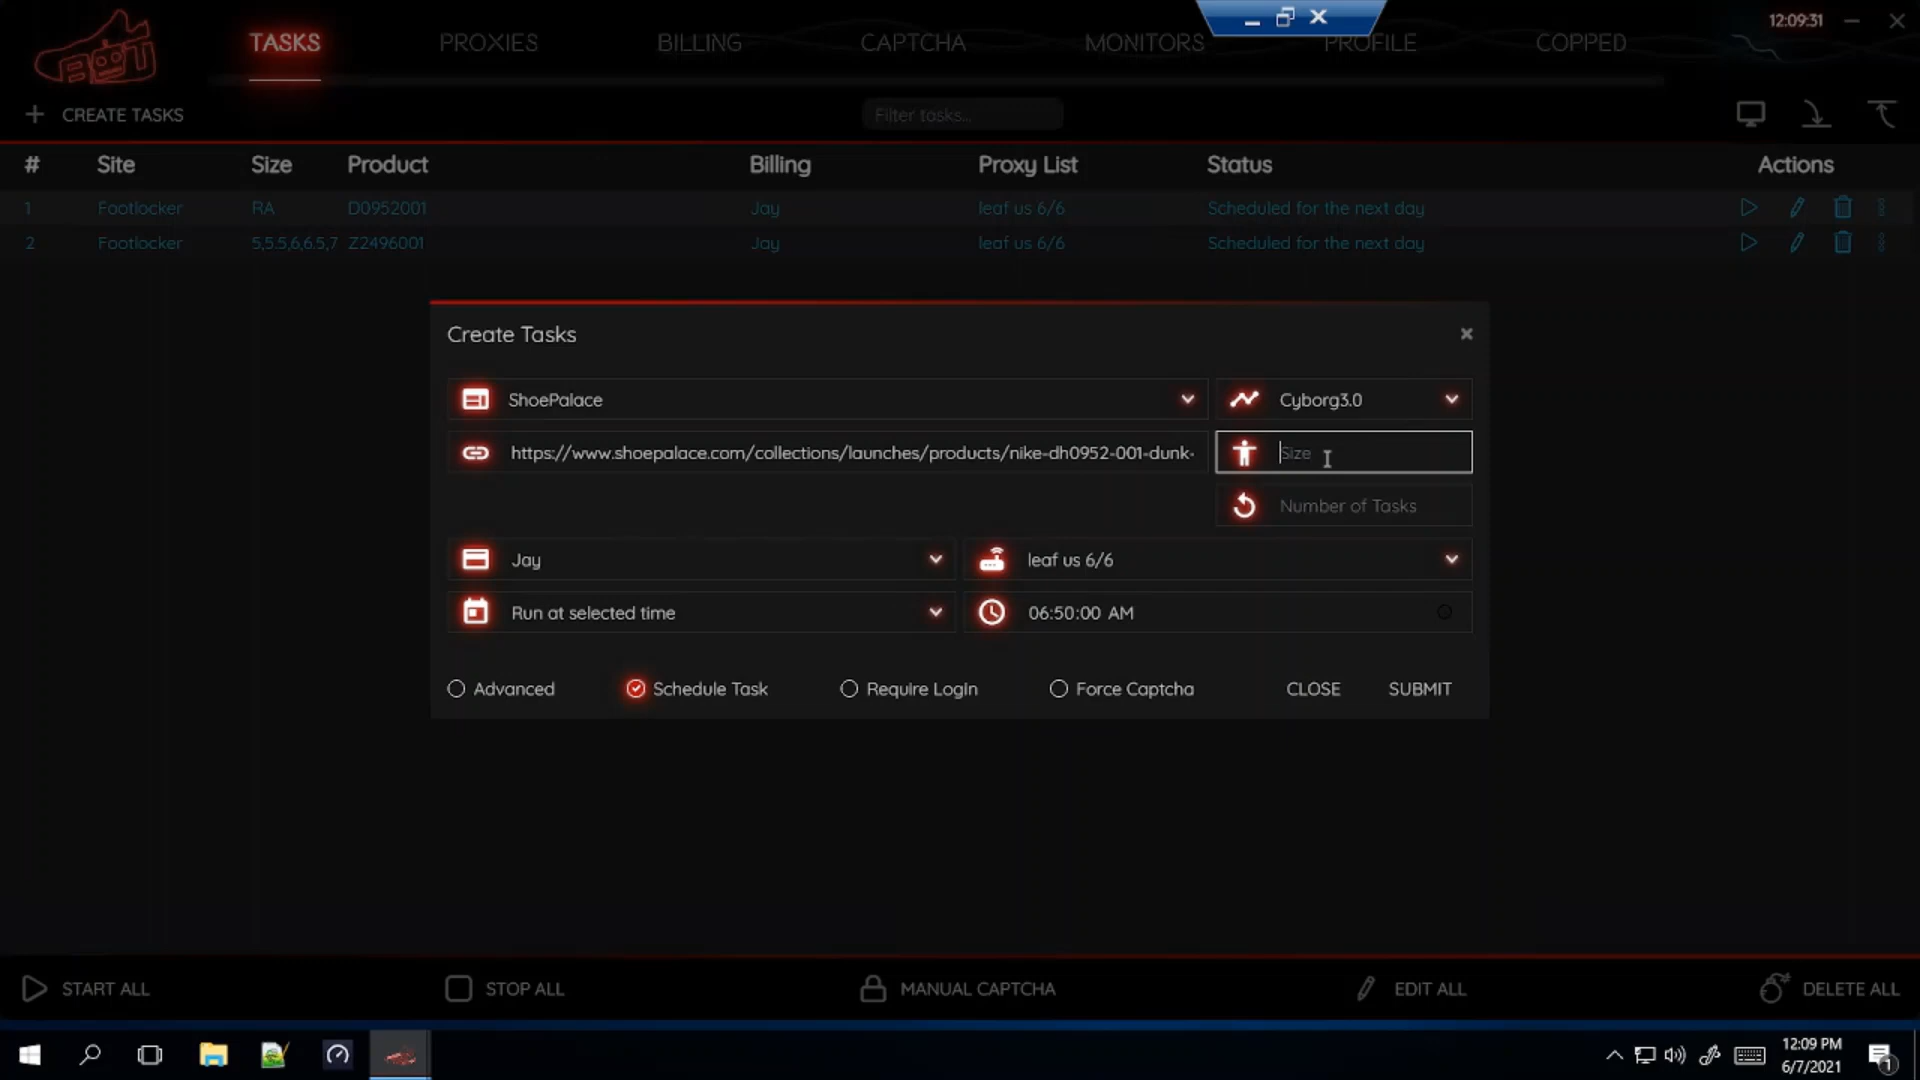 12:09:31
TASKS PROXIES BILLING CAPTCHA MONITORS PROFILE COPPED
CREATE TASKS Filter tasks...
# Site Size Product Billing Proxy List Status Actions
1 Footlocker RA D0952001 Jay leaf us 6/6 Scheduled for the next day
2 Footlocker 5,5.5,6,6.5,7 Z2496001 Jay leaf us 6/6 Scheduled for the next day
Create Tasks
ShoePalace Cyborg3.0
https://www.shoepalace.com/collections/launches/products/nike-dh0952-001-dunk- Size
Number of Tasks
Jay leaf us 6/6
Run at selected time 06:50:00 AM
Advanced Schedule Task Require Login Force Captcha CLOSE SUBMIT
START ALL STOP ALL MANUAL CAPTCHA EDIT ALL DELETE ALL
12:09 PM
6/7/2021
1